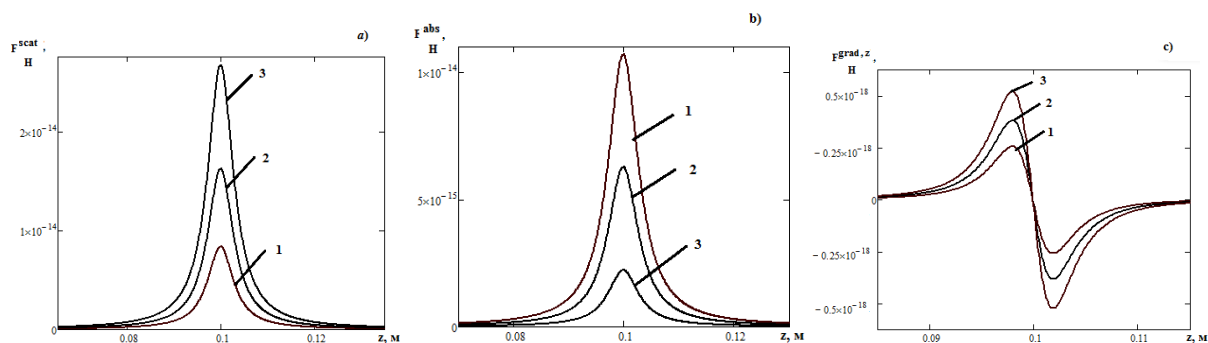 F^scat, H
a)
3
2×10⁻¹⁴
2
1×10⁻¹⁴
1
0
0.08 0.1 0.12 z, м
F^abs, H
b)
1×10⁻¹⁴
1
5×10⁻¹⁵
2
3
0
0.08 0.1 0.12 z, м
F^grad,z, H
c)
3
0.5×10⁻¹⁸
2
1
− 0.25×10⁻¹⁸
0
− 0.25×10⁻¹⁸
− 0.5×10⁻¹⁸
0.09 0.1 0.11 z, м